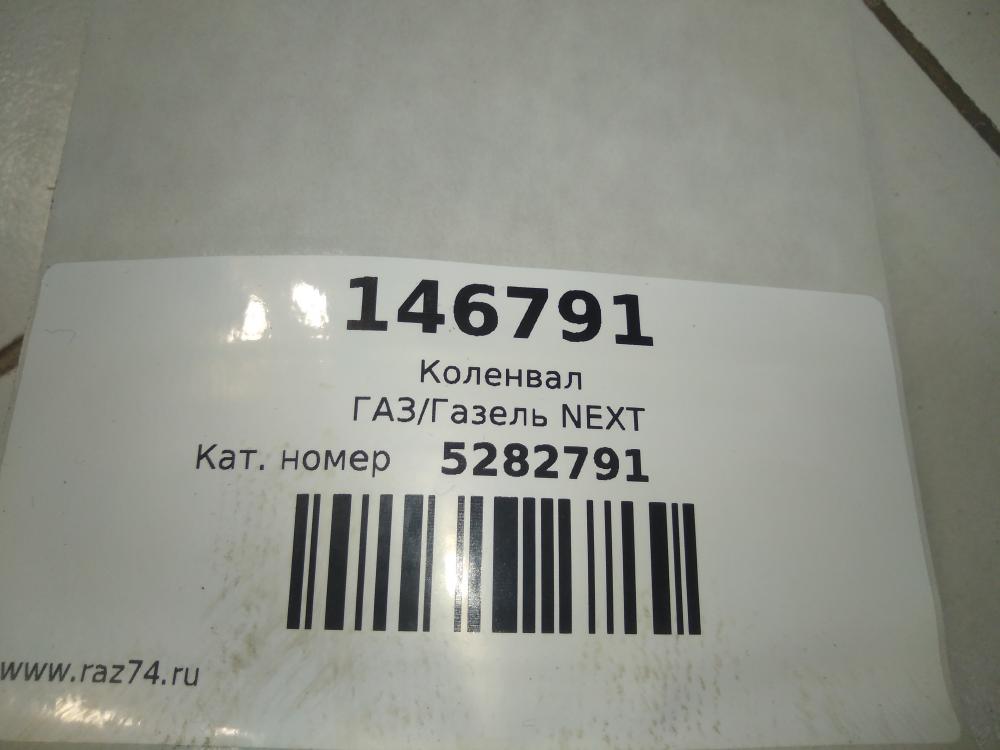 146791
Коленвал
ГАЗ/Газель NEXT
Кат. номер 5282791
www.raz74.ru